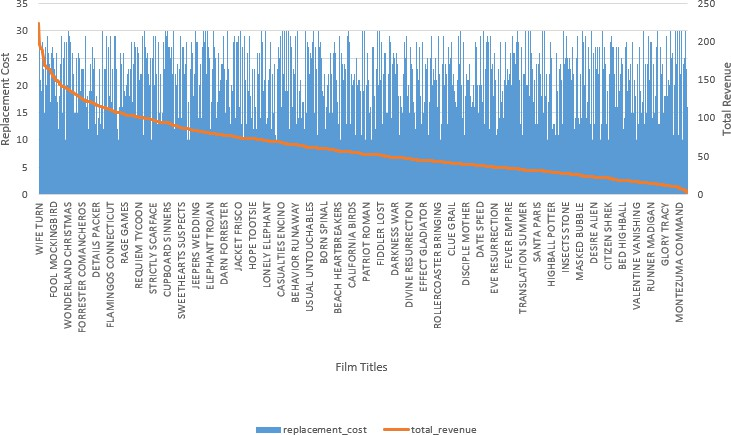 35
30
25
20
15
10
5
0
Replacement Cost
250
200
150
100
50
0
Total Revenue
WIFE TURN
FOOL MOCKINGBIRD
WONDERLAND CHRISTMAS
FORRESTER COMANCHEROS
DETAILS PACKER
FLAMINGOS CONNECTICUT
RAGE GAMES
REQUIEM TYCOON
STRICTLY SCARFACE
CUPBOARD SINNERS
SWEETHEARTS SUSPECTS
JEEPERS WEDDING
ELEPHANT TROJAN
DARN FORRESTER
JACKET FRISCO
HOPE TOOTSIE
LONELY ELEPHANT
CASUALTIES ENCINO
BEHAVIOR RUNAWAY
USUAL UNTOUCHABLES
BORN SPINAL
BEACH HEARTBREAKERS
CALIFORNIA BIRDS
PATRIOT ROMAN
FIDDLER LOST
DARKNESS WAR
DIVINE RESURRECTION
EFFECT GLADIATOR
ROLLERCOASTER BRINGING
CLUE GRAIL
DISCIPLE MOTHER
DATE SPEED
EVE RESURRECTION
FEVER EMPIRE
TRANSLATION SUMMER
SANTA PARIS
HIGHBALL POTTER
INSECTS STONE
MASKED BUBBLE
DESIRE ALIEN
CITIZEN SHREK
BED HIGHBALL
VALENTINE VANISHING
RUNNER MADIGAN
GLORY TRACY
MONTEZUMA COMMAND
Film Titles
replacement_cost
total_revenue